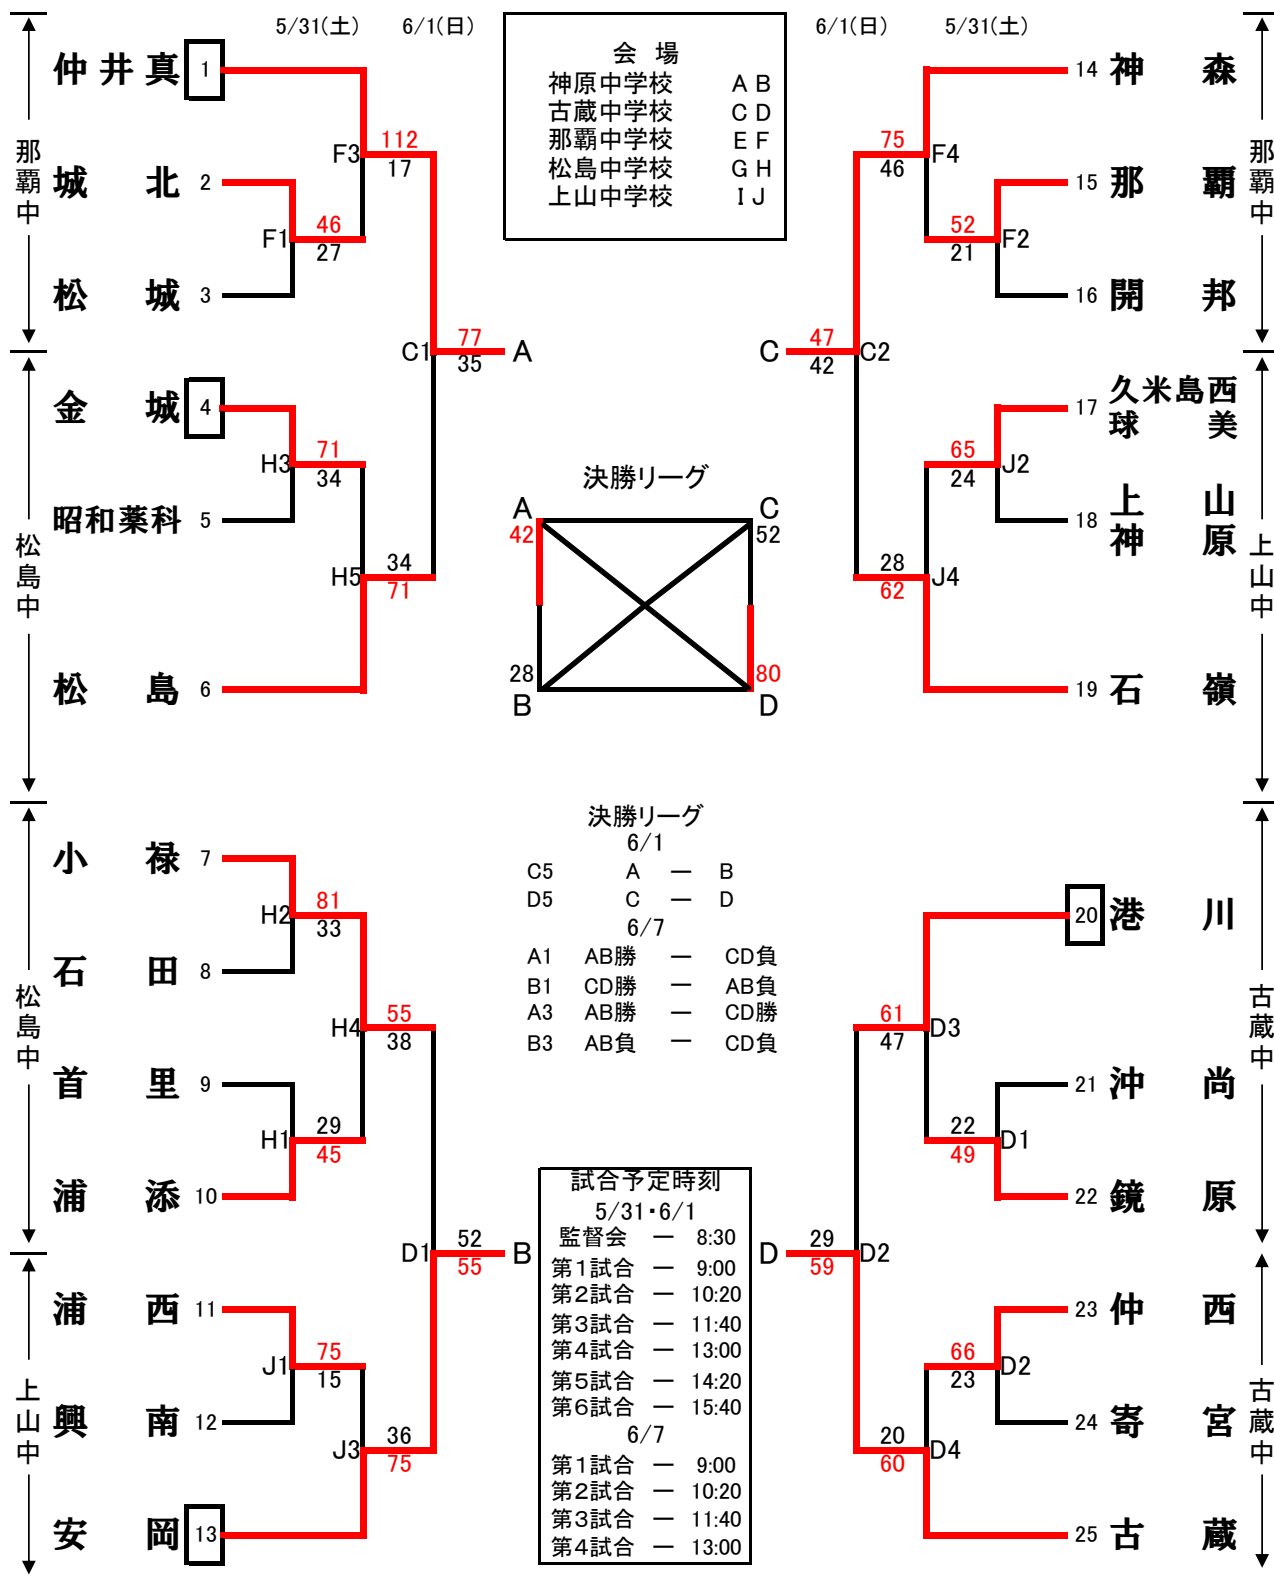 5/31(土) 6/1(日)
6/1(日) 5/31(土)
会 場
神原中学校 A B
古蔵中学校 C D
那覇中学校 E F
松島中学校 G H
上山中学校 I J
那覇中
仲井真 1
城北 2
松城 3
F3
112
17
F1
46
27
C1
77
35
A
松島中
金城 4
昭和薬科 5
松島 6
H3
71
34
H5
34
71
那覇中
14 神森
15 那覇
16 開邦
75
46
F4
52
21
F2
C
47
42
C2
上山中
17 久米島西
球美
18 上山
神原
19 石嶺
65
24
J2
28
62
J4
決勝リーグ
A C
42 52
28 80
B D
松島中
小禄 7
石田 8
首里 9
浦添 10
H2
81
33
H4
55
38
H1
29
45
D1
52
55
B
上山中
浦西 11
興南 12
安岡 13
J1
75
15
J3
36
75
決勝リーグ
6/1
C5 A ー B
D5 C ー D
6/7
A1 AB勝 ー CD負
B1 CD勝 ー AB負
A3 AB勝 ー CD勝
B3 AB負 ー CD負
試合予定時刻
5/31・6/1
監督会 ー 8:30
第1試合 ー 9:00
第2試合 ー 10:20
第3試合 ー 11:40
第4試合 ー 13:00
第5試合 ー 14:20
第6試合 ー 15:40
6/7
第1試合 ー 9:00
第2試合 ー 10:20
第3試合 ー 11:40
第4試合 ー 13:00
古蔵中
20 港川
21 沖尚
22 鏡原
61
47
D3
22
49
D1
D
29
59
D2
古蔵中
23 仲西
24 寄宮
25 古蔵
66
23
D2
20
60
D4